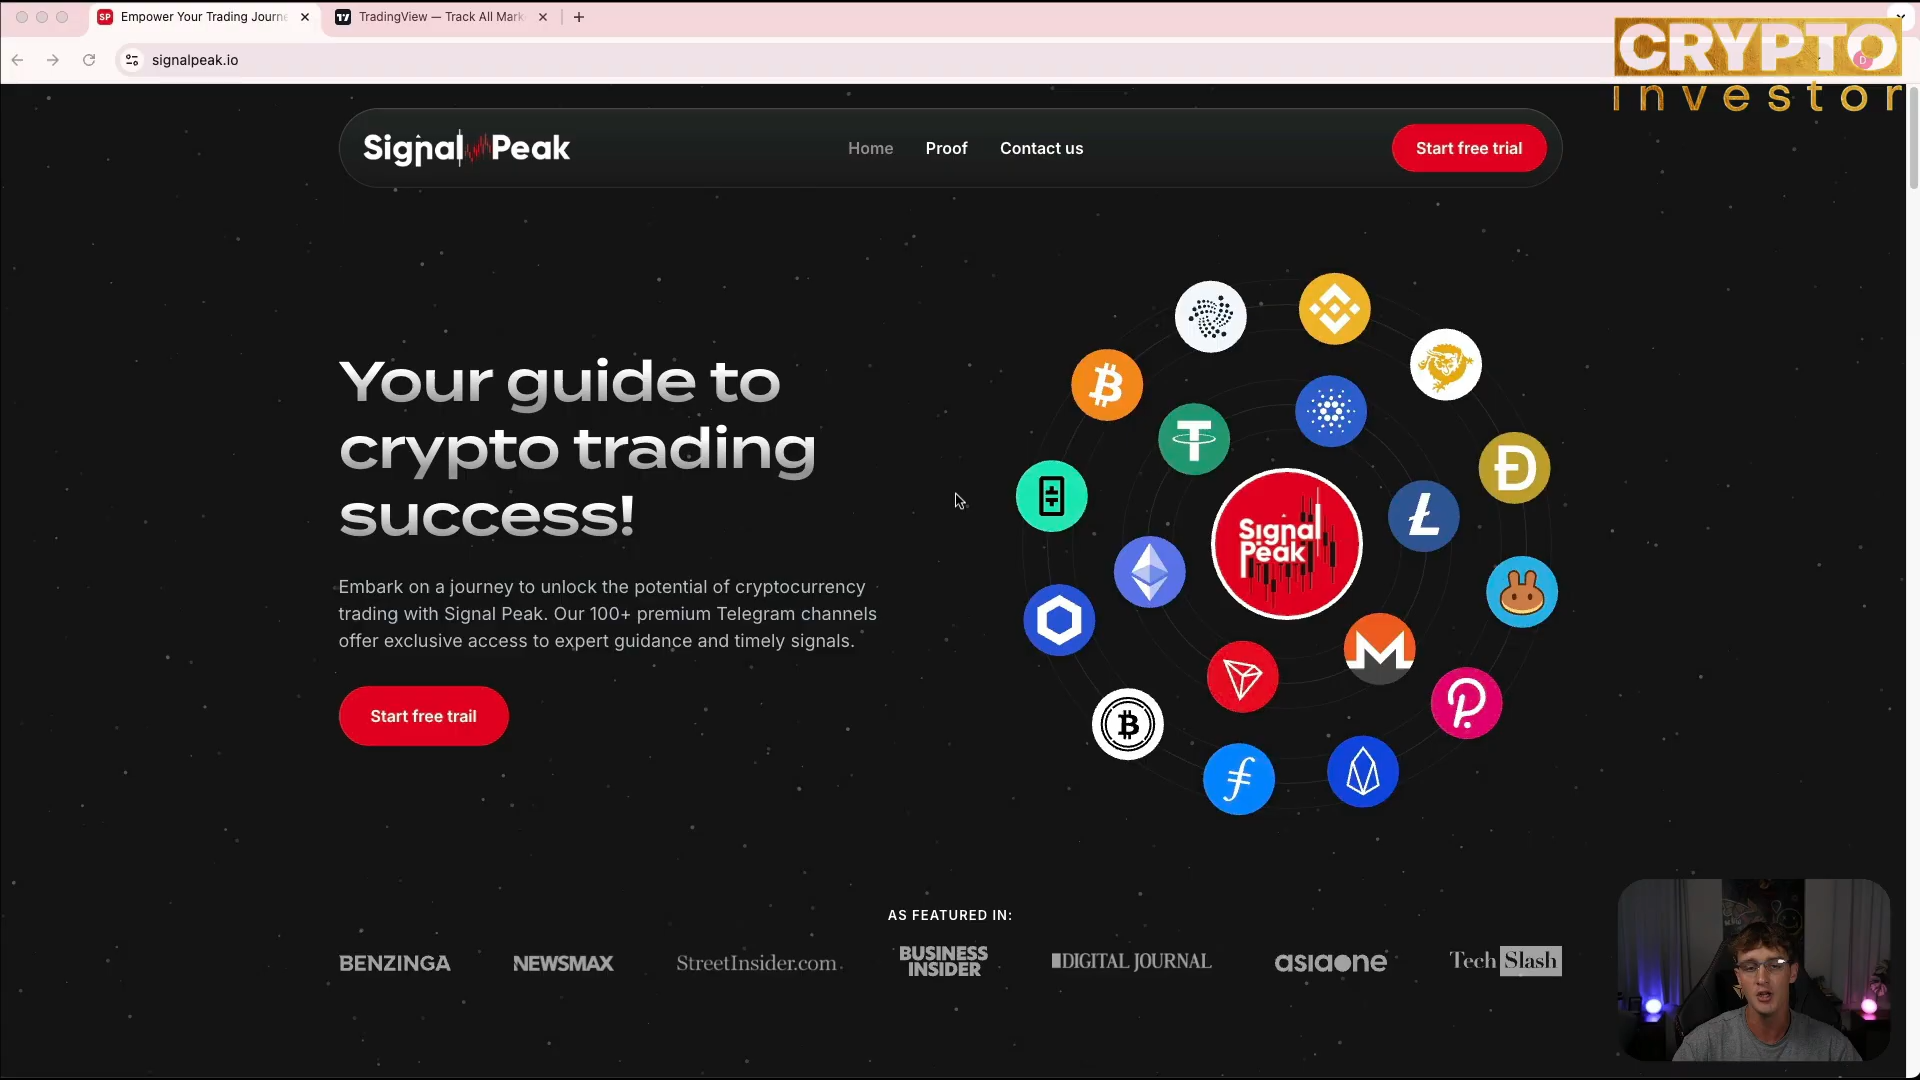 Empower Your Trading Journe
TradingView — Track All Mark
signalpeak.io
CRYPTO
investor
Signal Peak
Home
Proof
Contact us
Start free trial
Your guide to
crypto trading
success!
Embark on a journey to unlock the potential of cryptocurrency
trading with Signal Peak. Our 100+ premium Telegram channels
offer exclusive access to expert guidance and timely signals.
Start free trail
Signal
Peak
AS FEATURED IN:
BENZINGA
NEWSMAX
StreetInsider.com
BUSINESS
INSIDER
DIGITAL JOURNAL
asiaone
Tech Slash